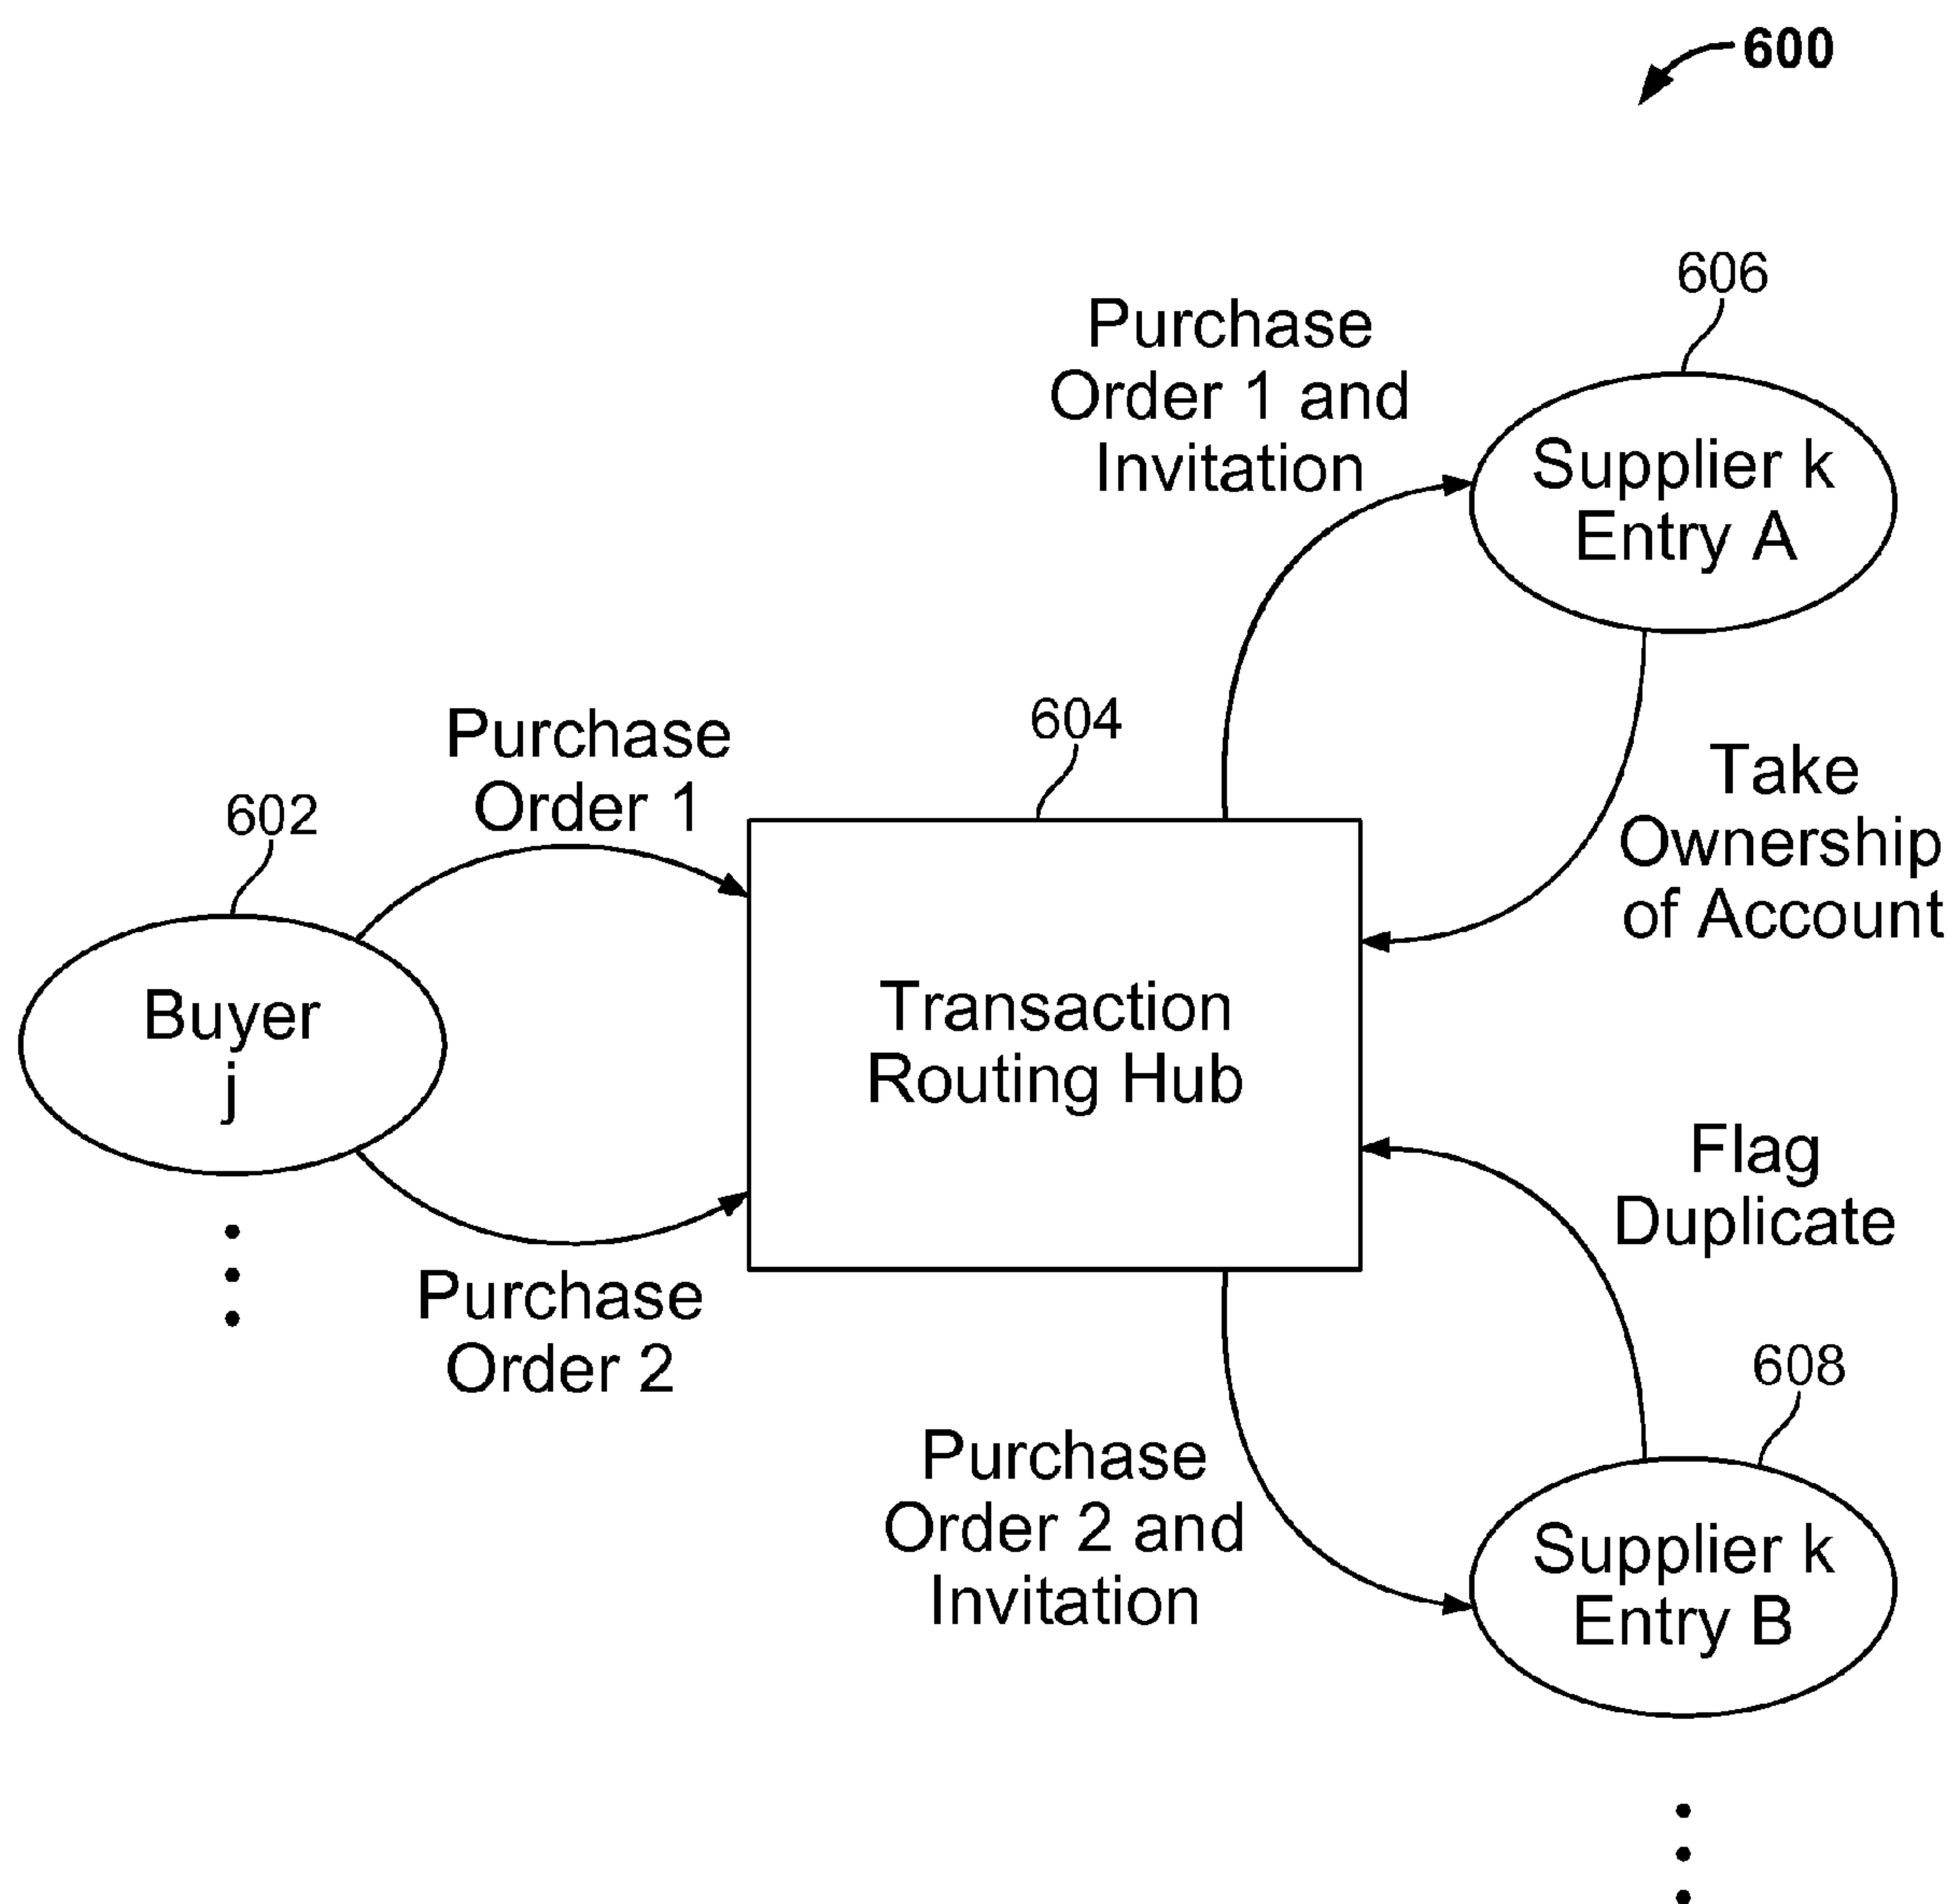 600
606
Purchase
Order 1 and
Invitation
Supplier k
Entry A
604
Purchase
Order 1
Take
Ownership
of Account
602
Buyer
j
Transaction
Routing Hub
Flag
Duplicate
Purchase
Order 2
608
Purchase
Order 2 and
Invitation
Supplier k
Entry B